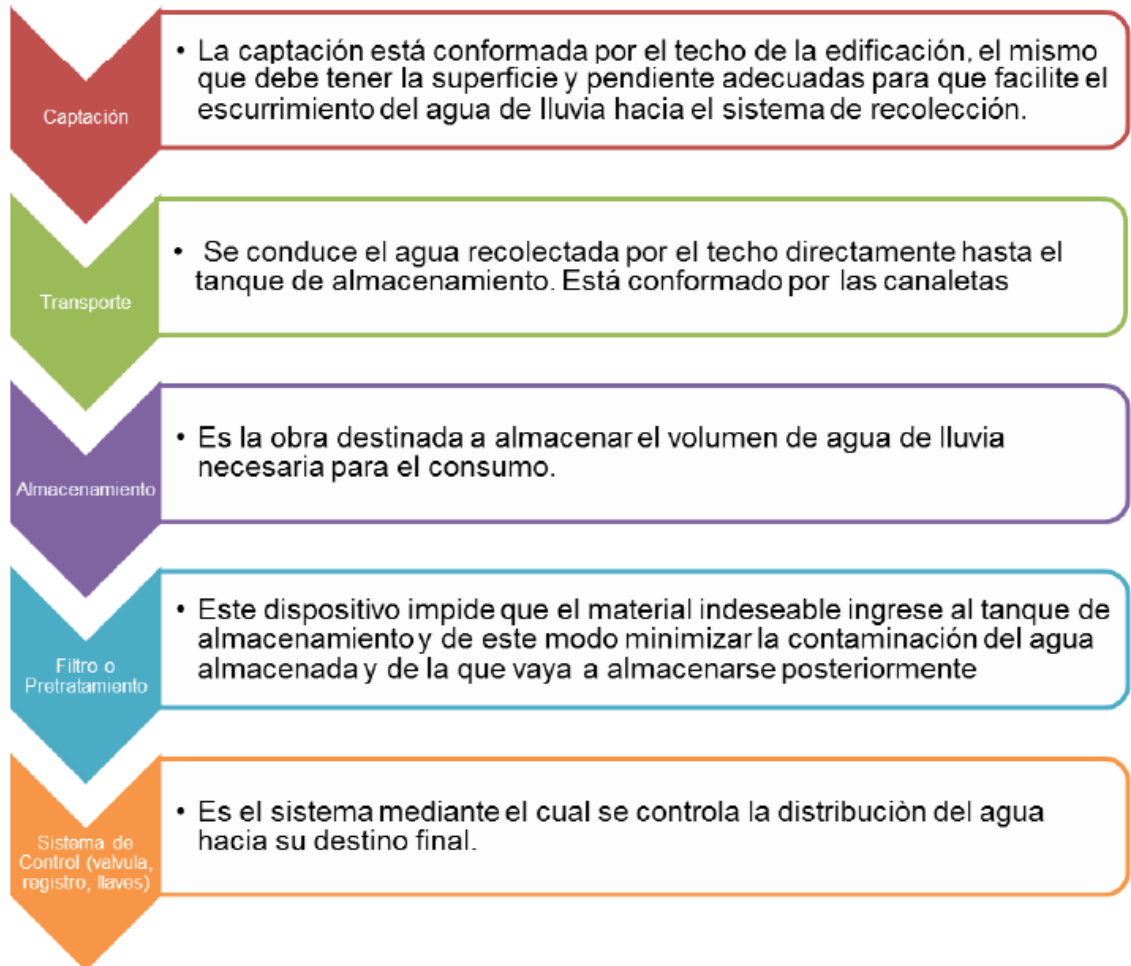 Captación
• La captación está conformada por el techo de la edificación, el mismo
que debe tener la superficie y pendiente adecuadas para que facilite el
escurrimiento del agua de lluvia hacia el sistema de recolección.
Transporte
• Se conduce el agua recolectada por el techo directamente hasta el
tanque de almacenamiento. Está conformado por las canaletas
Almacenamiento
• Es la obra destinada a almacenar el volumen de agua de lluvia
necesaria para el consumo.
Filtro o
Pretratamiento
• Este dispositivo impide que el material indeseable ingrese al tanque de
almacenamiento y de este modo minimizar la contaminación del agua
almacenada y de la que vaya a almacenarse posteriormente
Sistema de
Control (valvula,
registro, llaves)
• Es el sistema mediante el cual se controla la distribuciòn del agua
hacia su destino final.